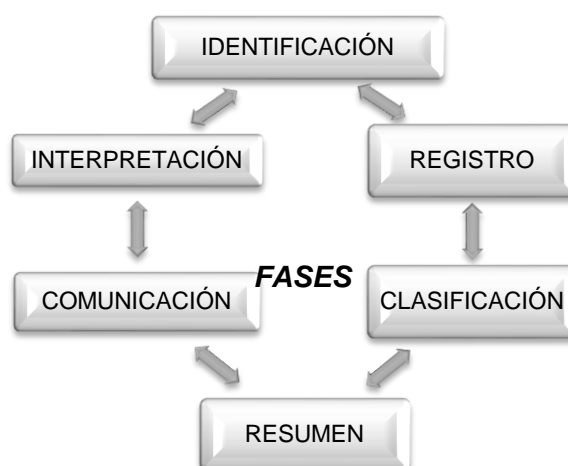 IDENTIFICACIÓN
INTERPRETACIÓN
REGISTRO
FASES
COMUNICACIÓN
CLASIFICACIÓN
RESUMEN